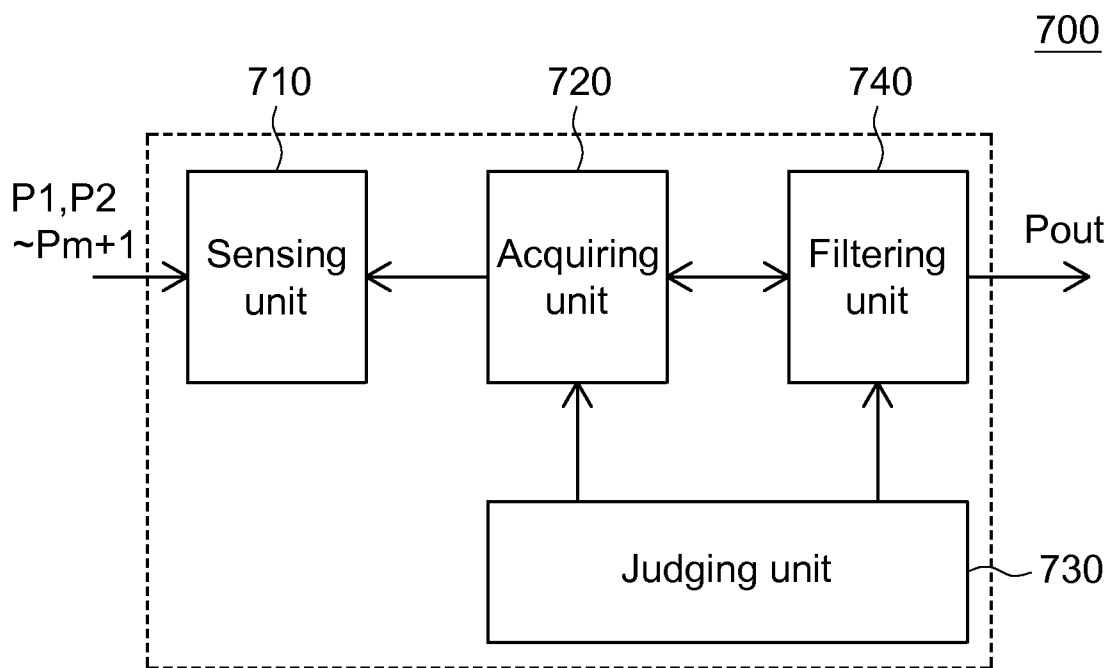 700
710
720
740
P1,P2
~Pm+1
Sensing
unit
Acquiring
unit
Filtering
unit
Pout
Judging unit
730